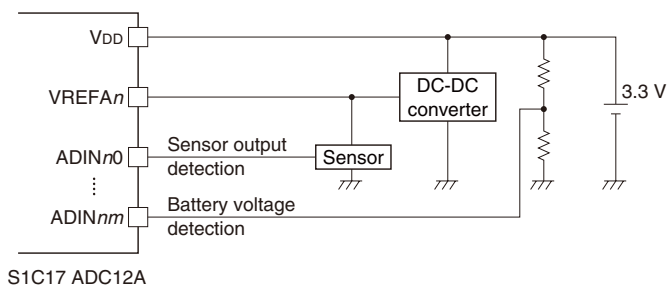 VDD
VREFAn
DC-DC
converter
3.3 V
ADINn0
Sensor output
detection
Sensor
ADINnm
Battery voltage
detection
S1C17 ADC12A